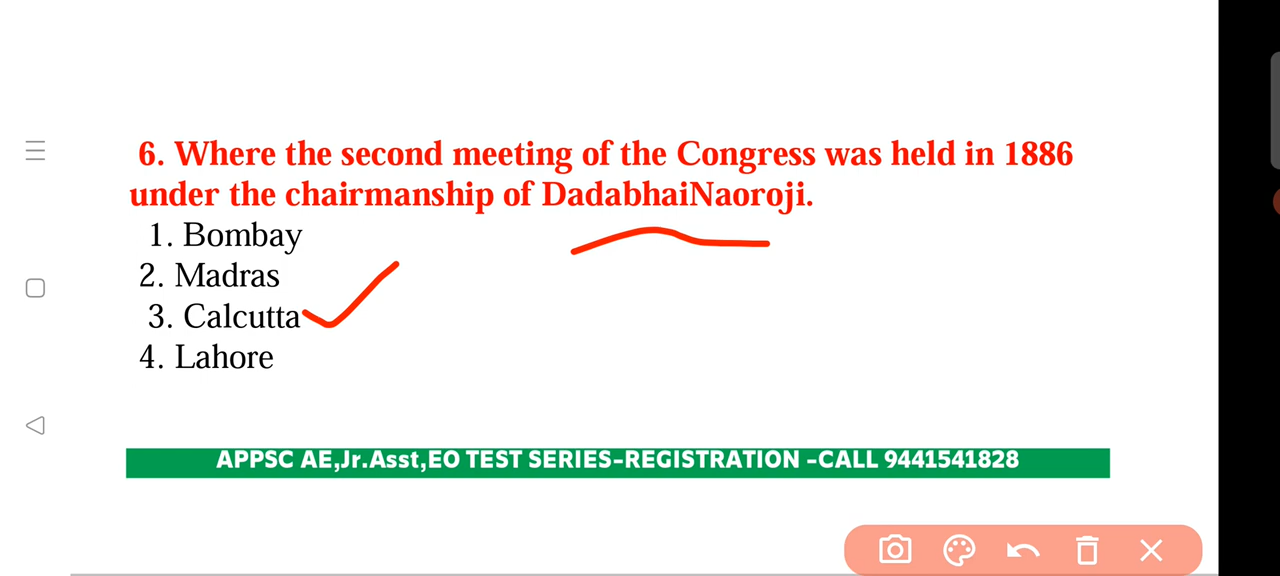 6. Where the second meeting of the Congress was held in 1886
under the chairmanship of DadabhaiNaoroji.
1. Bombay
2. Madras
3. Calcutta
4. Lahore
APPSC AE,Jr.Asst,EO TEST SERIES-REGISTRATION -CALL 9441541828